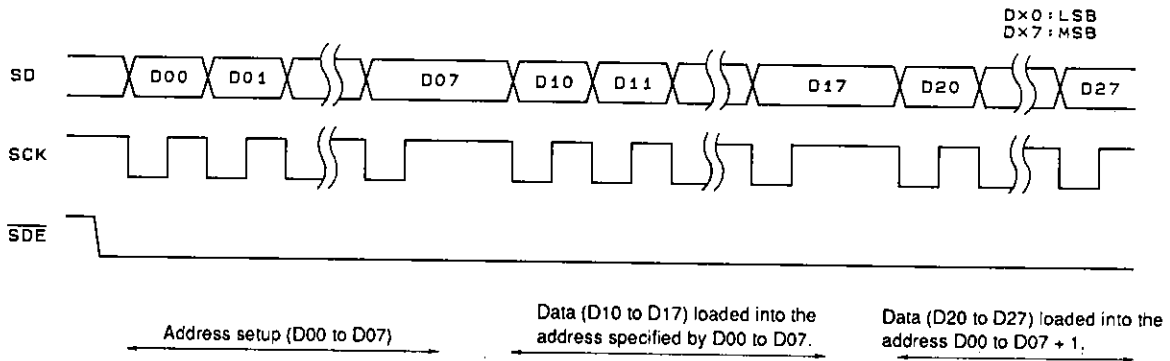 D×0:LSB
D×7:MSB
SD D00 D01 D07 D10 D11 D17 D20 D27
SCK
SDE
Address setup (D00 to D07)
Data (D10 to D17) loaded into the
address specified by D00 to D07.
Data (D20 to D27) loaded into the
address D00 to D07 + 1.